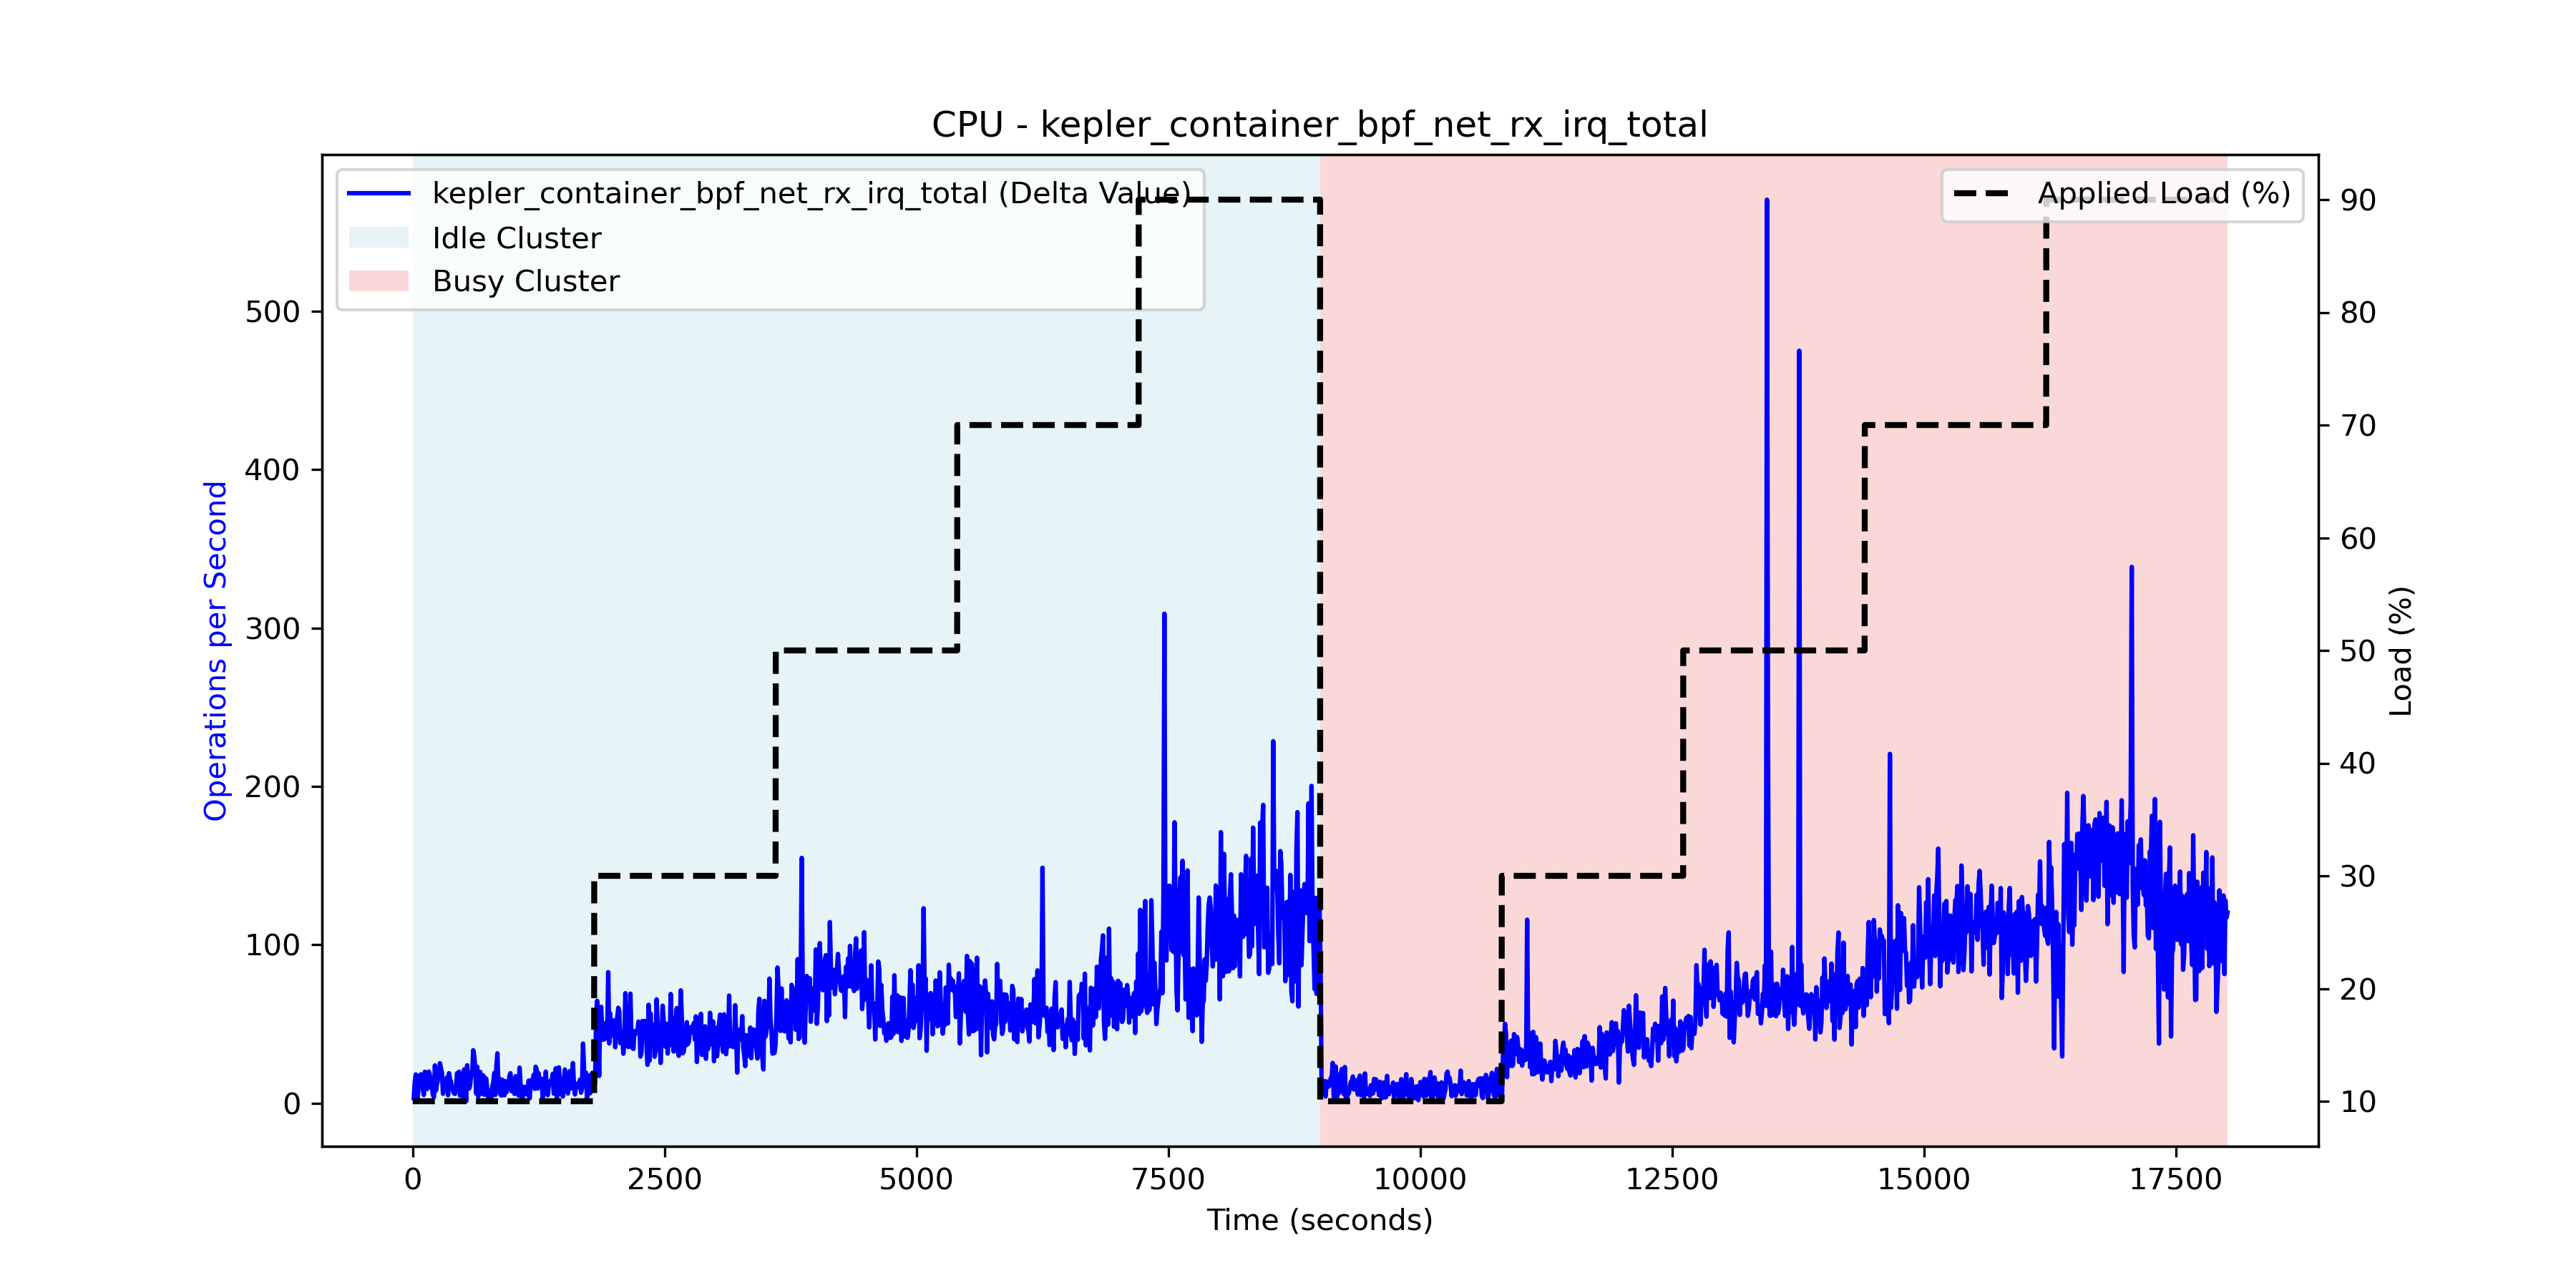 CPU - kepler_container_bpf_net_rx_irq_total
kepler_container_bpf_net_rx_irq_total (Delta Value)
Idle Cluster
Busy Cluster
Applied Load (%)
500
400
300
200
100
0
Operations per Second
90
80
70
60
50
40
30
20
10
Load (%)
0 2500 5000 7500 10000 12500 15000 17500
Time (seconds)